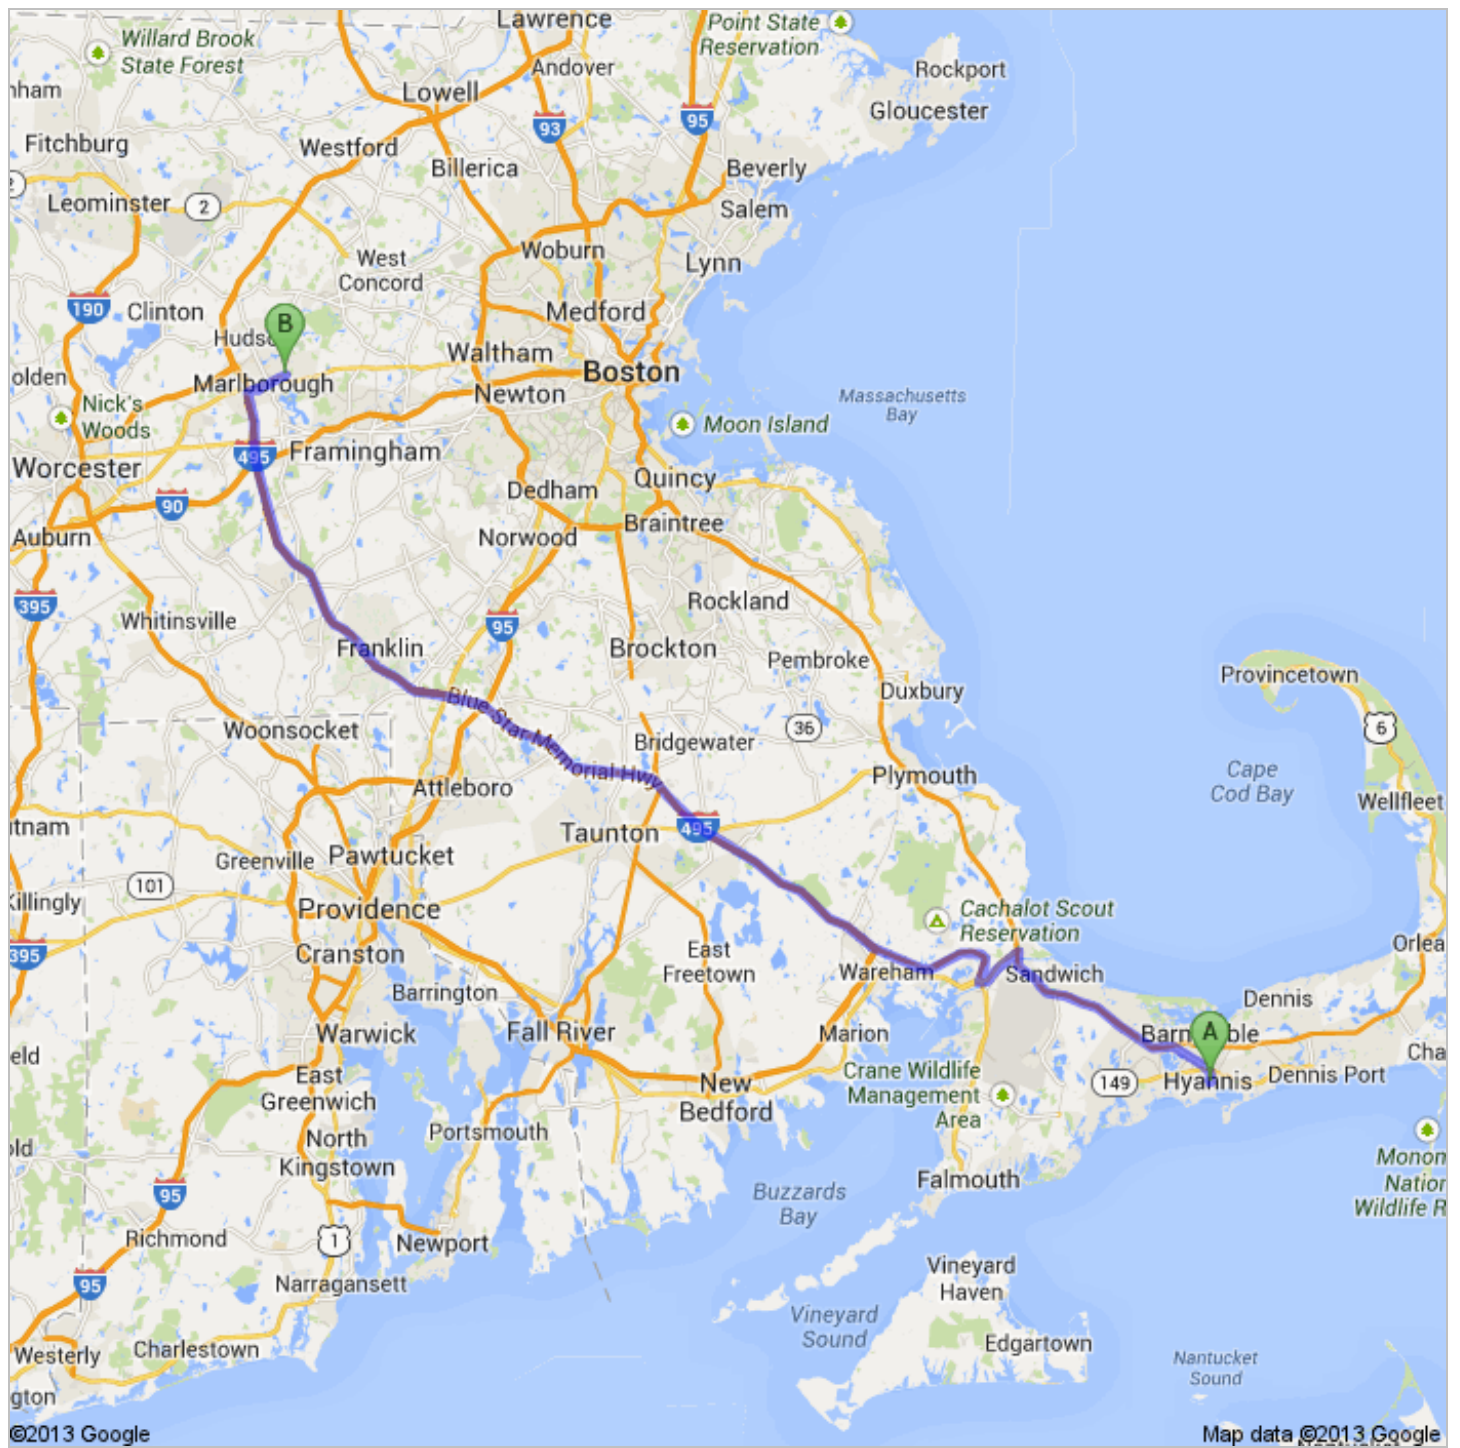 Lawrence
Point State
Reservation
Willard Brook
State Forest
Andover
Rockport
nham
Lowell
Gloucester
93
95
Fitchburg
Westford
Billerica
Beverly
2
Leominster
2
Salem
Woburn
West
Concord
Lynn
190
Clinton
Medford
B
Hudso
Waltham
Boston
olden
Marlborough
Newton
Massachusetts
Bay
Nick's
Woods
Moon Island
495
Framingham
Worcester
Quincy
Dedham
90
Braintree
Auburn
Norwood
395
Rockland
Whitinsville
95
Franklin
Brockton
Pembroke
Provincetown
Duxbury
Blue Star Memorial Hwy
6
Woonsocket
36
Bridgewater
Cape
Cod Bay
Plymouth
Attleboro
Wellfleet
tnam
495
Taunton
Greenville
Pawtucket
101
Killingly
Providence
Cachalot Scout
Reservation
395
Cranston
East
Freetown
Orlea
Wareham
Sandwich
Barrington
Dennis
Fall River
Warwick
Marion
A
Barn
ble
eld
Cha
East
Greenwich
Crane Wildlife
Management
Area
New
Bedford
149
Hyannis
Dennis Port
North
Kingstown
Portsmouth
old
Monom
Nation
Wildlife R
Falmouth
95
Buzzards
Bay
Richmond
1
Newport
95
Narragansett
Vineyard
Haven
Vineyard
Sound
Edgartown
Westerly
Charlestown
Nantucket
Sound
gton
©2013 Google
Map data ©2013 Google